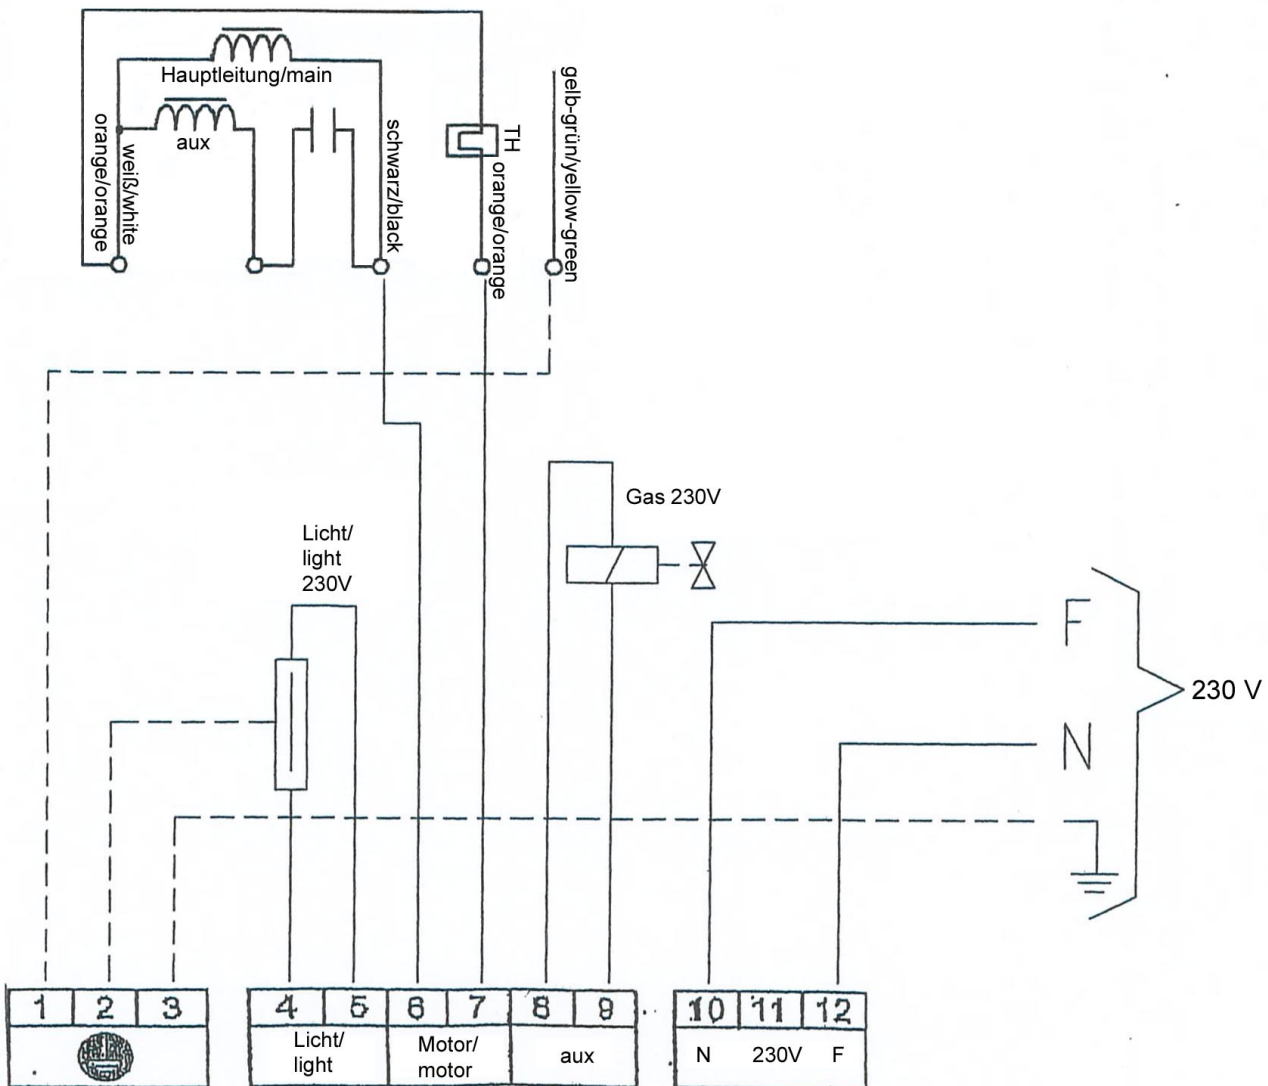 Hauptleitung/main
aux
orange/orange
weiß/white
schwarz/black
TH
orange/orange
gelb-grün/yellow-green
Gas 230V
Licht/
light
230V
F
230 V
N
1 2 3 4 5 6 7 8 9 10 11 12
Licht/
light
Motor/
motor
aux
N 230V F